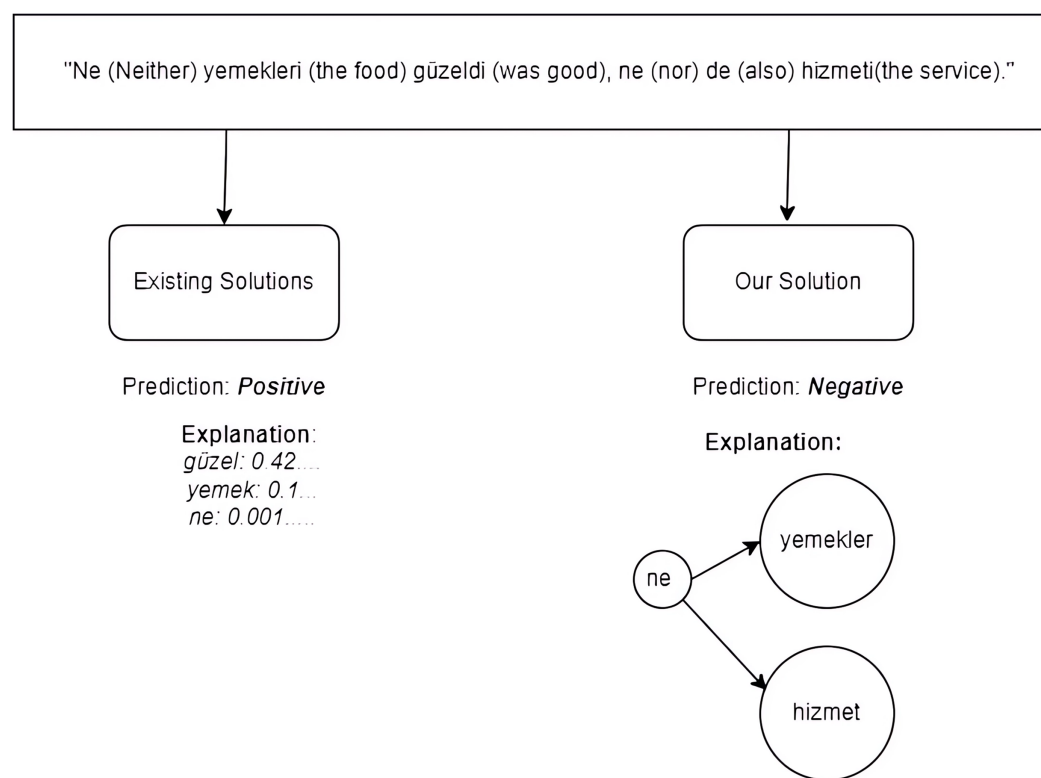 "Ne (Neither) yemekleri (the food) güzeldi (was good), ne (nor) de (also) hizmeti(the service)."
Existing Solutions
Our Solution
Prediction: Positive
Prediction: Negative
Explanation:
güzel: 0.42....
yemek: 0.1...
ne: 0.001.....
Explanation:
yemekler
ne
hizmet